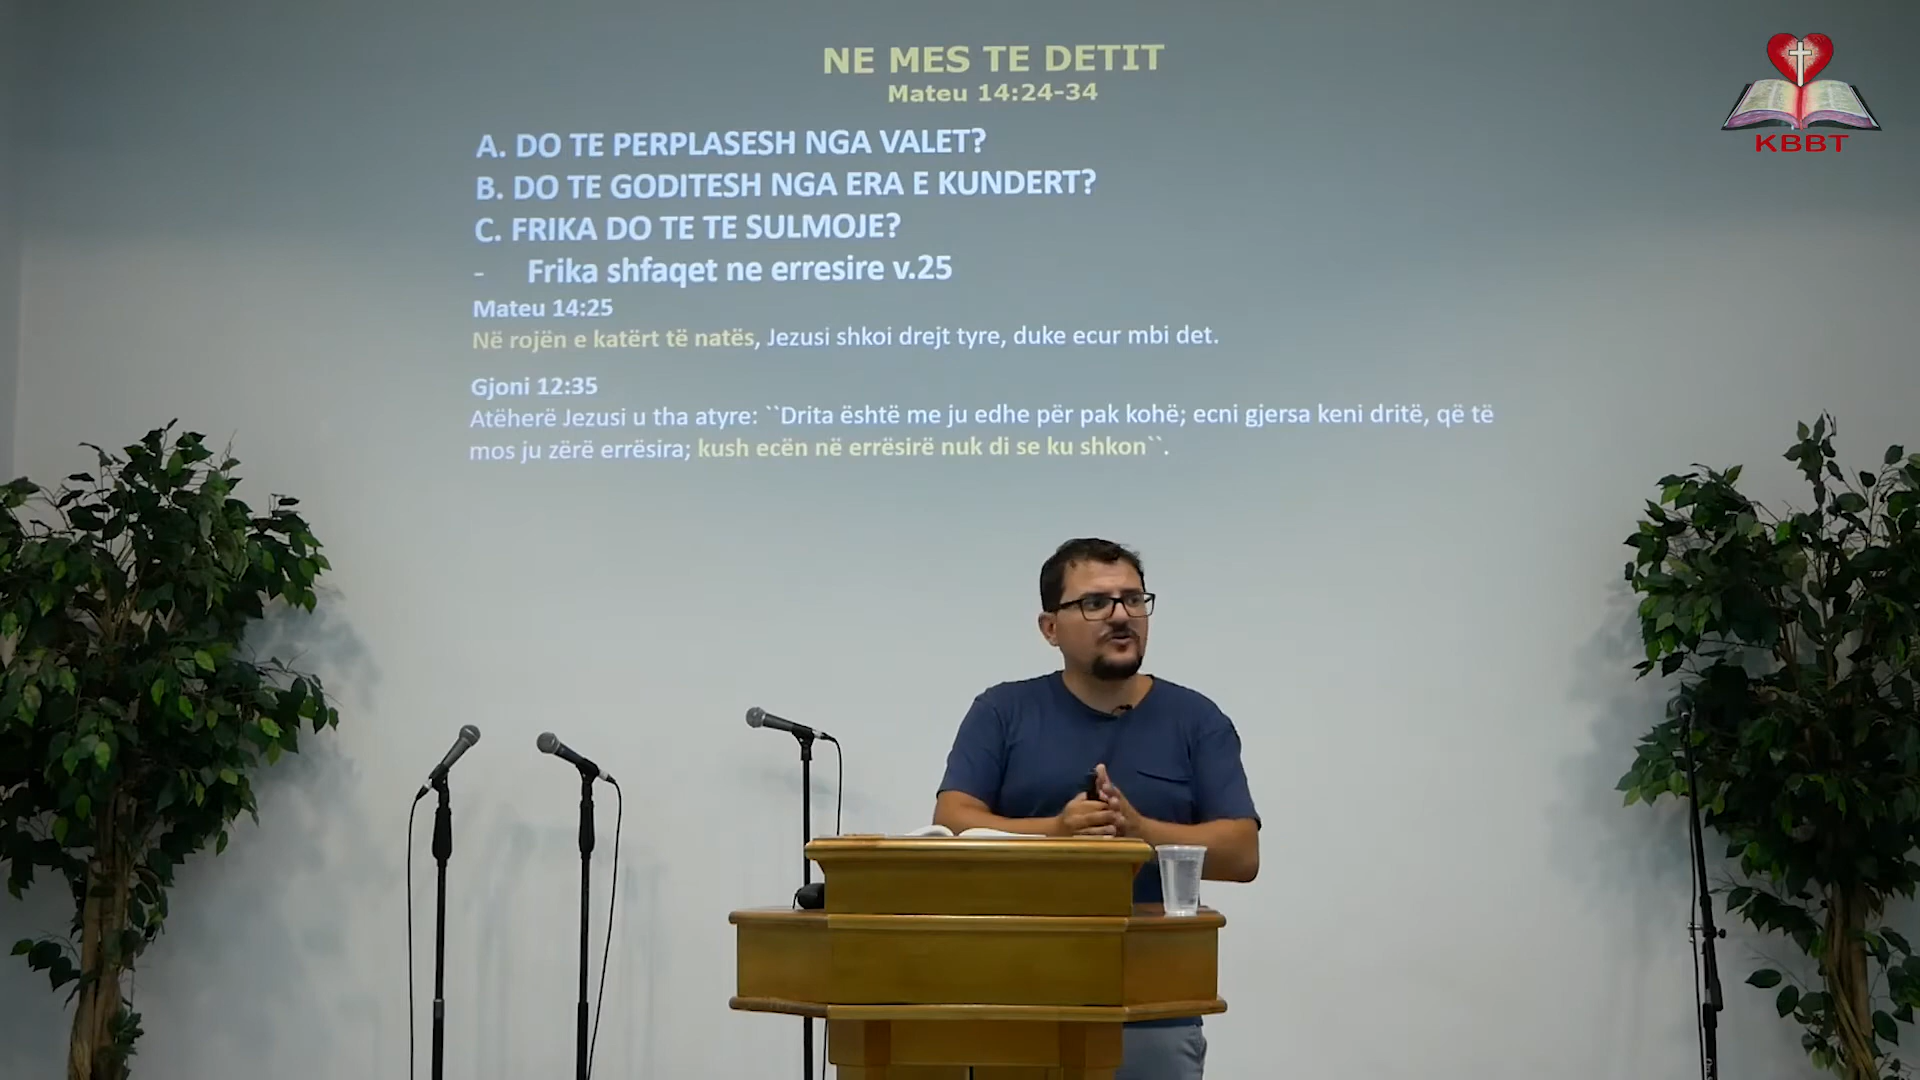 NE MES TE DETIT
Mateu 14:24-34
A. DO TE PERPLASESH NGA VALET?
B. DO TE GODITESH NGA ERA E KUNDERT?
C. FRIKA DO TE TE SULMOJE?
- Frika shfaqet ne erresire v.25
Mateu 14:25
Në rojën e katërt të natës, Jezusi shkoi drejt tyre, duke ecur mbi det.
Gjoni 12:35
Atëherë Jezusi u tha atyre: ``Drita është me ju edhe për pak kohë; ecni gjersa keni dritë, që të
mos ju zërë errësira; kush ecën në errësirë nuk di se ku shkon``.
KBBT